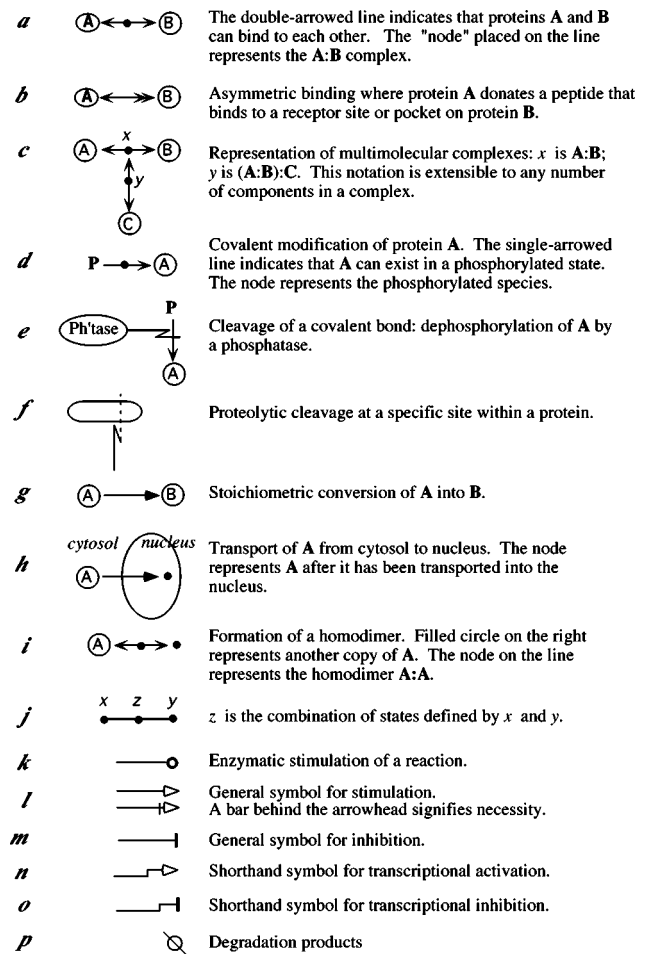 a A B The double-arrowed line indicates that proteins A and B
can bind to each other. The "node" placed on the line
represents the A:B complex.
b A B Asymmetric binding where protein A donates a peptide that
binds to a receptor site or pocket on protein B.
x
c A B Representation of multimolecular complexes: x is A:B;
y y is (A:B):C. This notation is extensible to any number
of components in a complex.
C
Covalent modification of protein A. The single-arrowed
d P A line indicates that A can exist in a phosphorylated state.
The node represents the phosphorylated species.
P
e Ph'tase Cleavage of a covalent bond: dephosphorylation of A by
a phosphatase.
A
f Proteolytic cleavage at a specific site within a protein.
g A B Stoichiometric conversion of A into B.
cytosol nucleus Transport of A from cytosol to nucleus. The node
h A represents A after it has been transported into the
nucleus.
Formation of a homodimer. Filled circle on the right
i A represents another copy of A. The node on the line
represents the homodimer A:A.
x z y
j z is the combination of states defined by x and y.
k Enzymatic stimulation of a reaction.
l General symbol for stimulation.
A bar behind the arrowhead signifies necessity.
m General symbol for inhibition.
n Shorthand symbol for transcriptional activation.
o Shorthand symbol for transcriptional inhibition.
p Degradation products